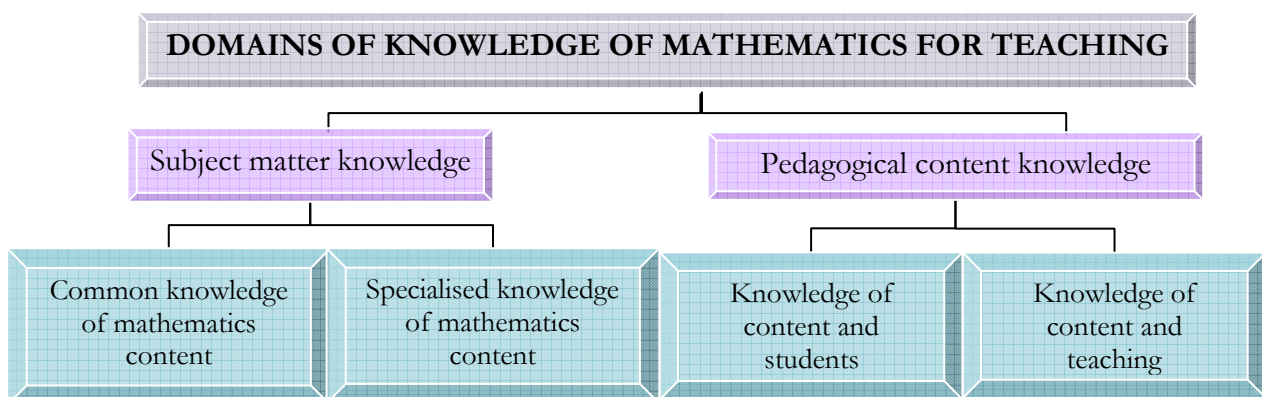 DOMAINS OF KNOWLEDGE OF MATHEMATICS FOR TEACHING
Subject matter knowledge
Pedagogical content knowledge
Common knowledge
of mathematics
content
Specialised knowledge
of mathematics
content
Knowledge of
content and
students
Knowledge of
content and
teaching